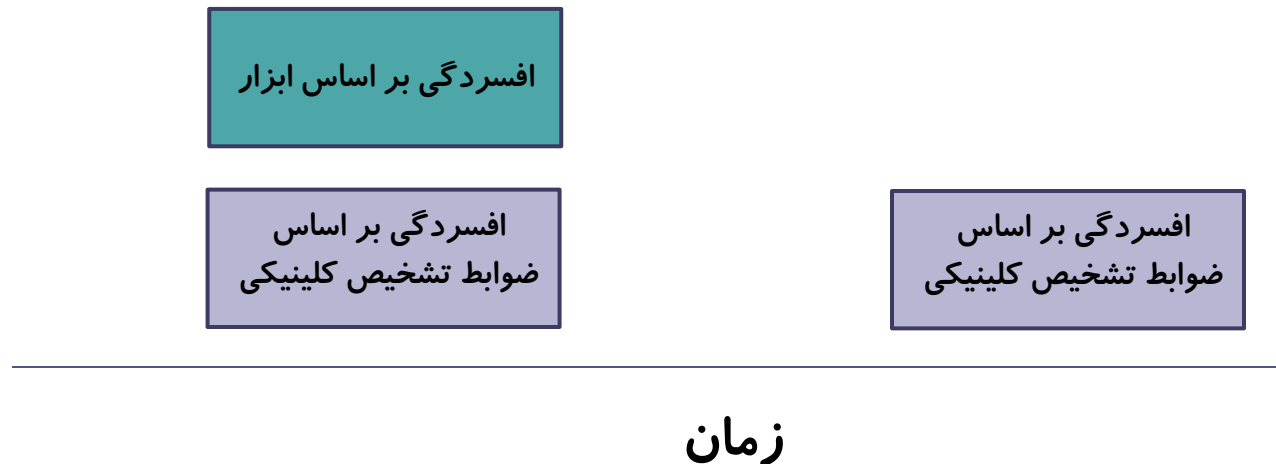 افسردگی بر اساس ابزار
افسردگی بر اساس
ضوابط تشخیص کلینیکی
افسردگی بر اساس
ضوابط تشخیص کلینیکی
زمان